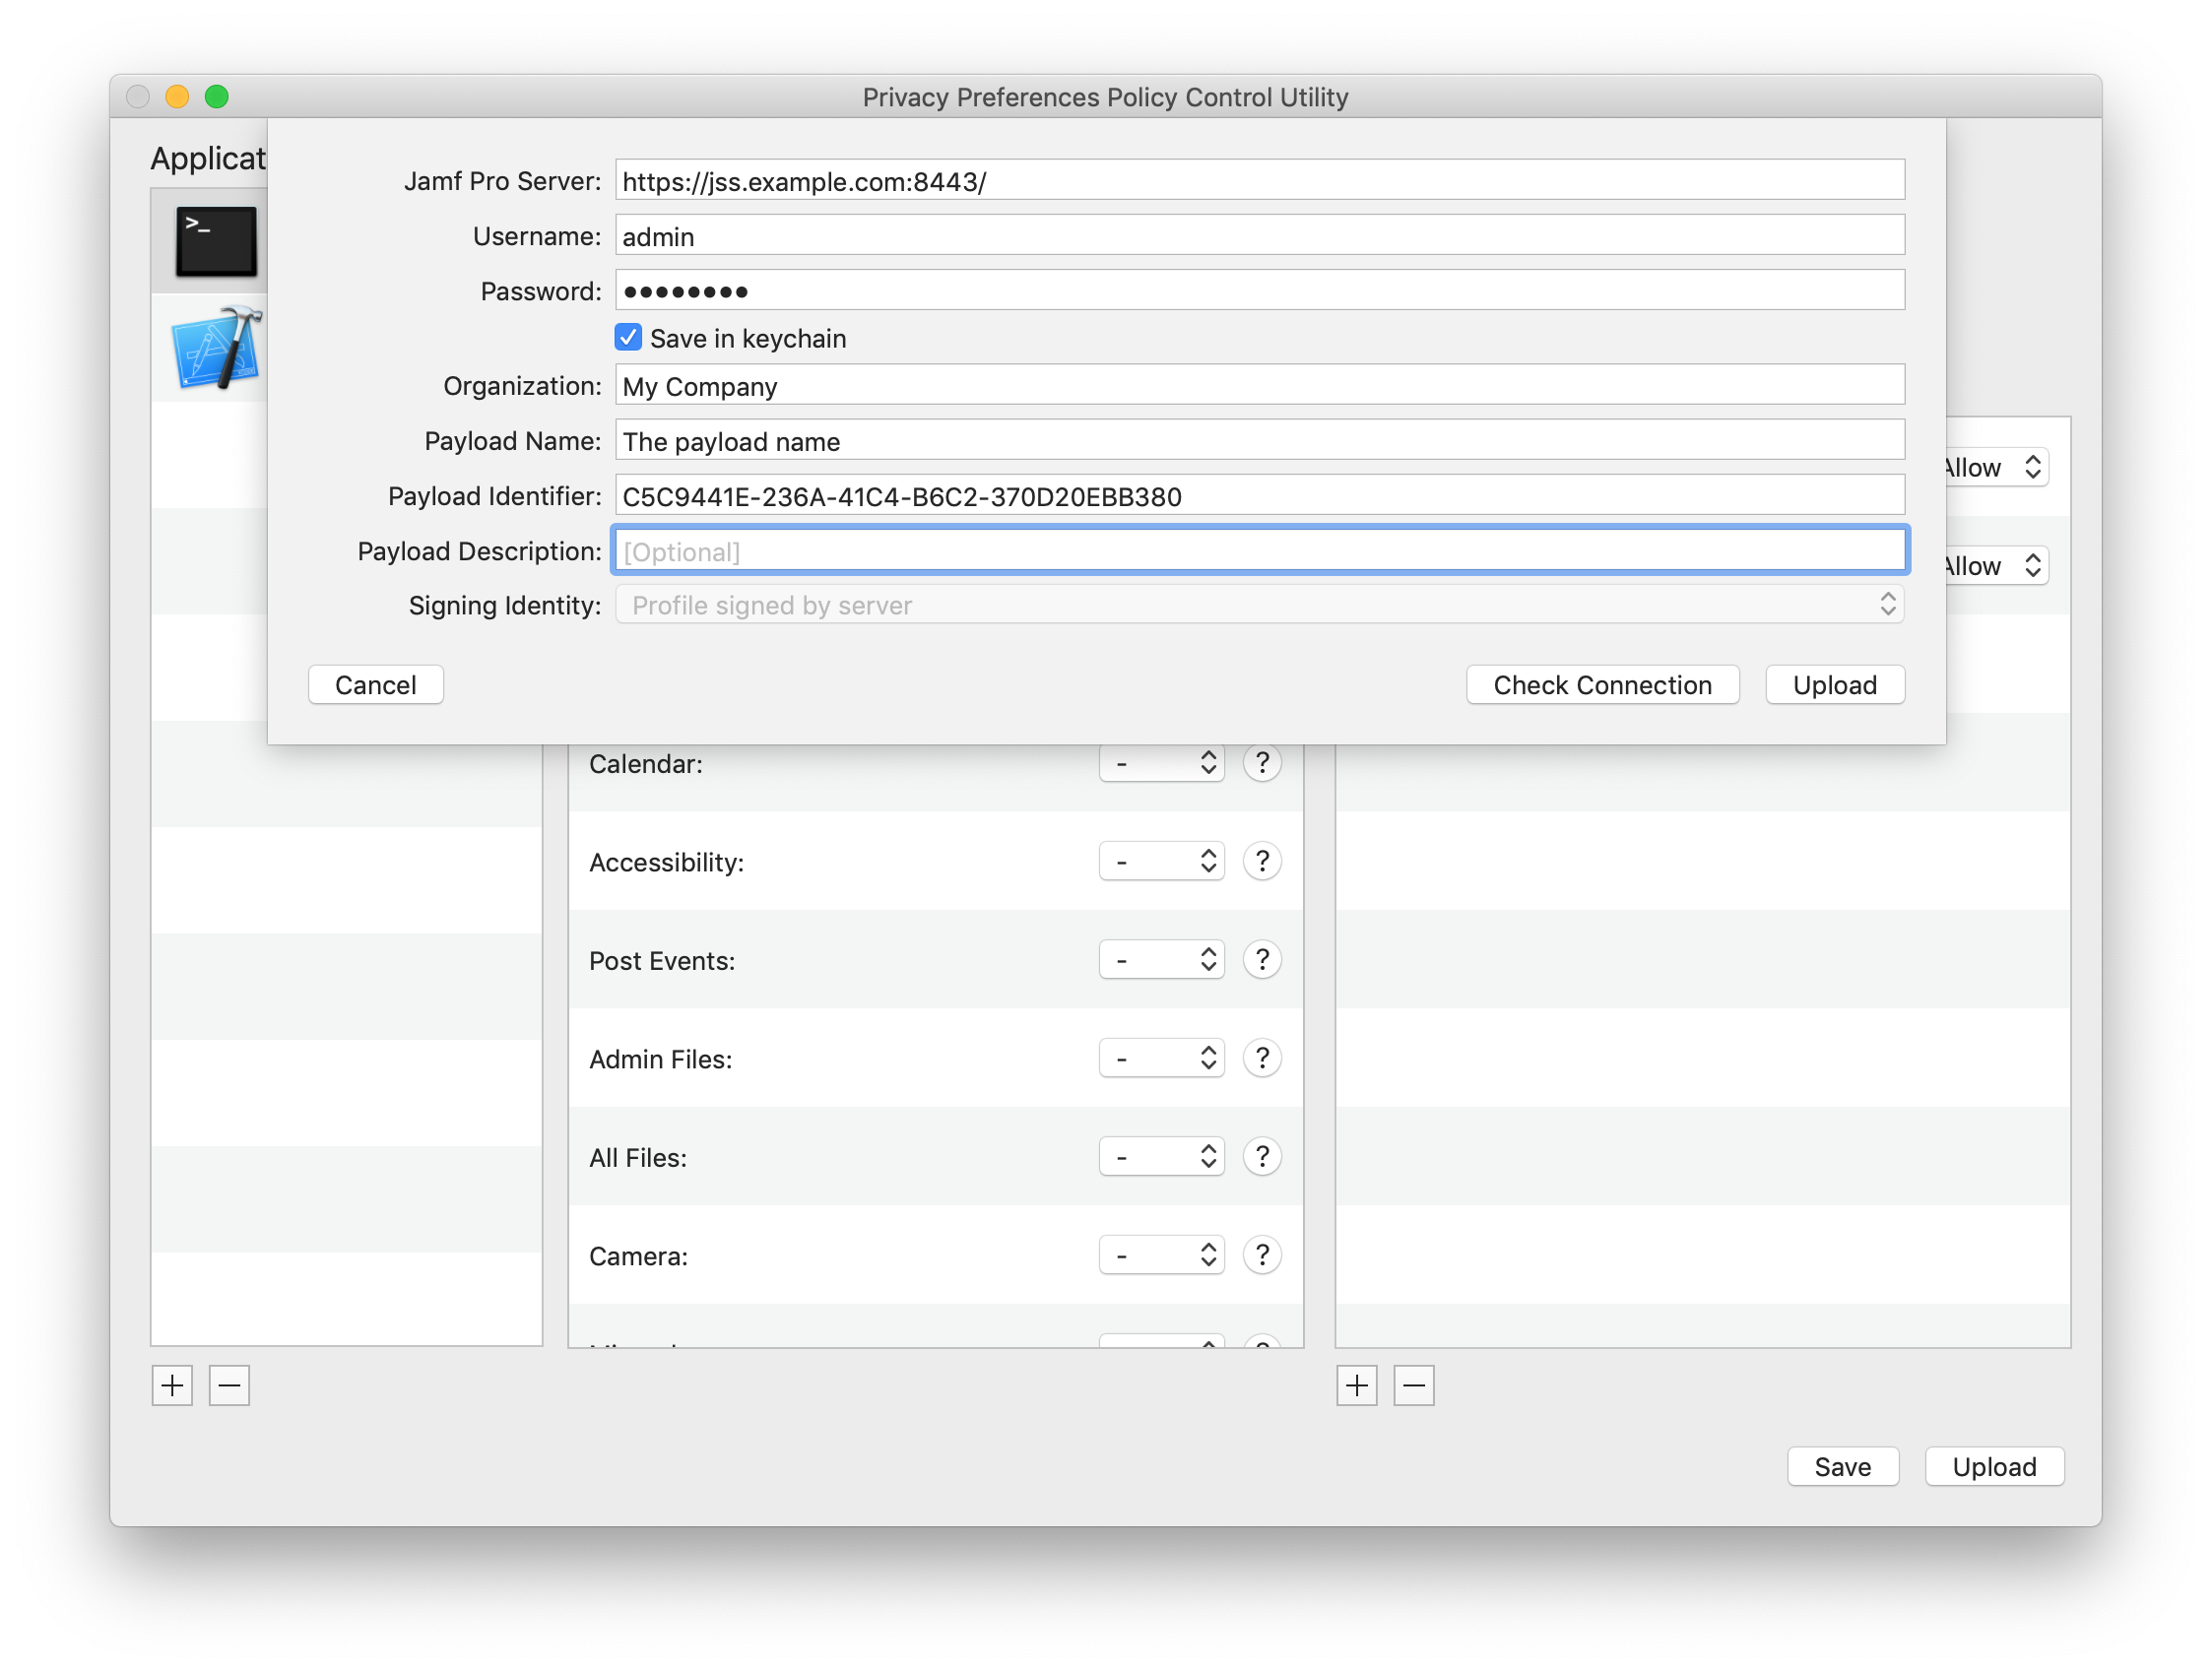 Privacy Preferences Policy Control Utility
Applicat
>_
Jamf Pro Server: https://jss.example.com:8443/
Username: admin
Password: ●●●●●●●●
Save in keychain
Organization: My Company
Payload Name: The payload name
Payload Identifier: C5C9441E-236A-41C4-B6C2-370D20EBB380
Allow
Payload Description: [Optional]
Allow
Signing Identity: Profile signed by server
Cancel Check Connection Upload
Calendar: - ?
Accessibility: - ?
Post Events: - ?
Admin Files: - ?
All Files: - ?
Camera: - ?
+ − + −
Save Upload